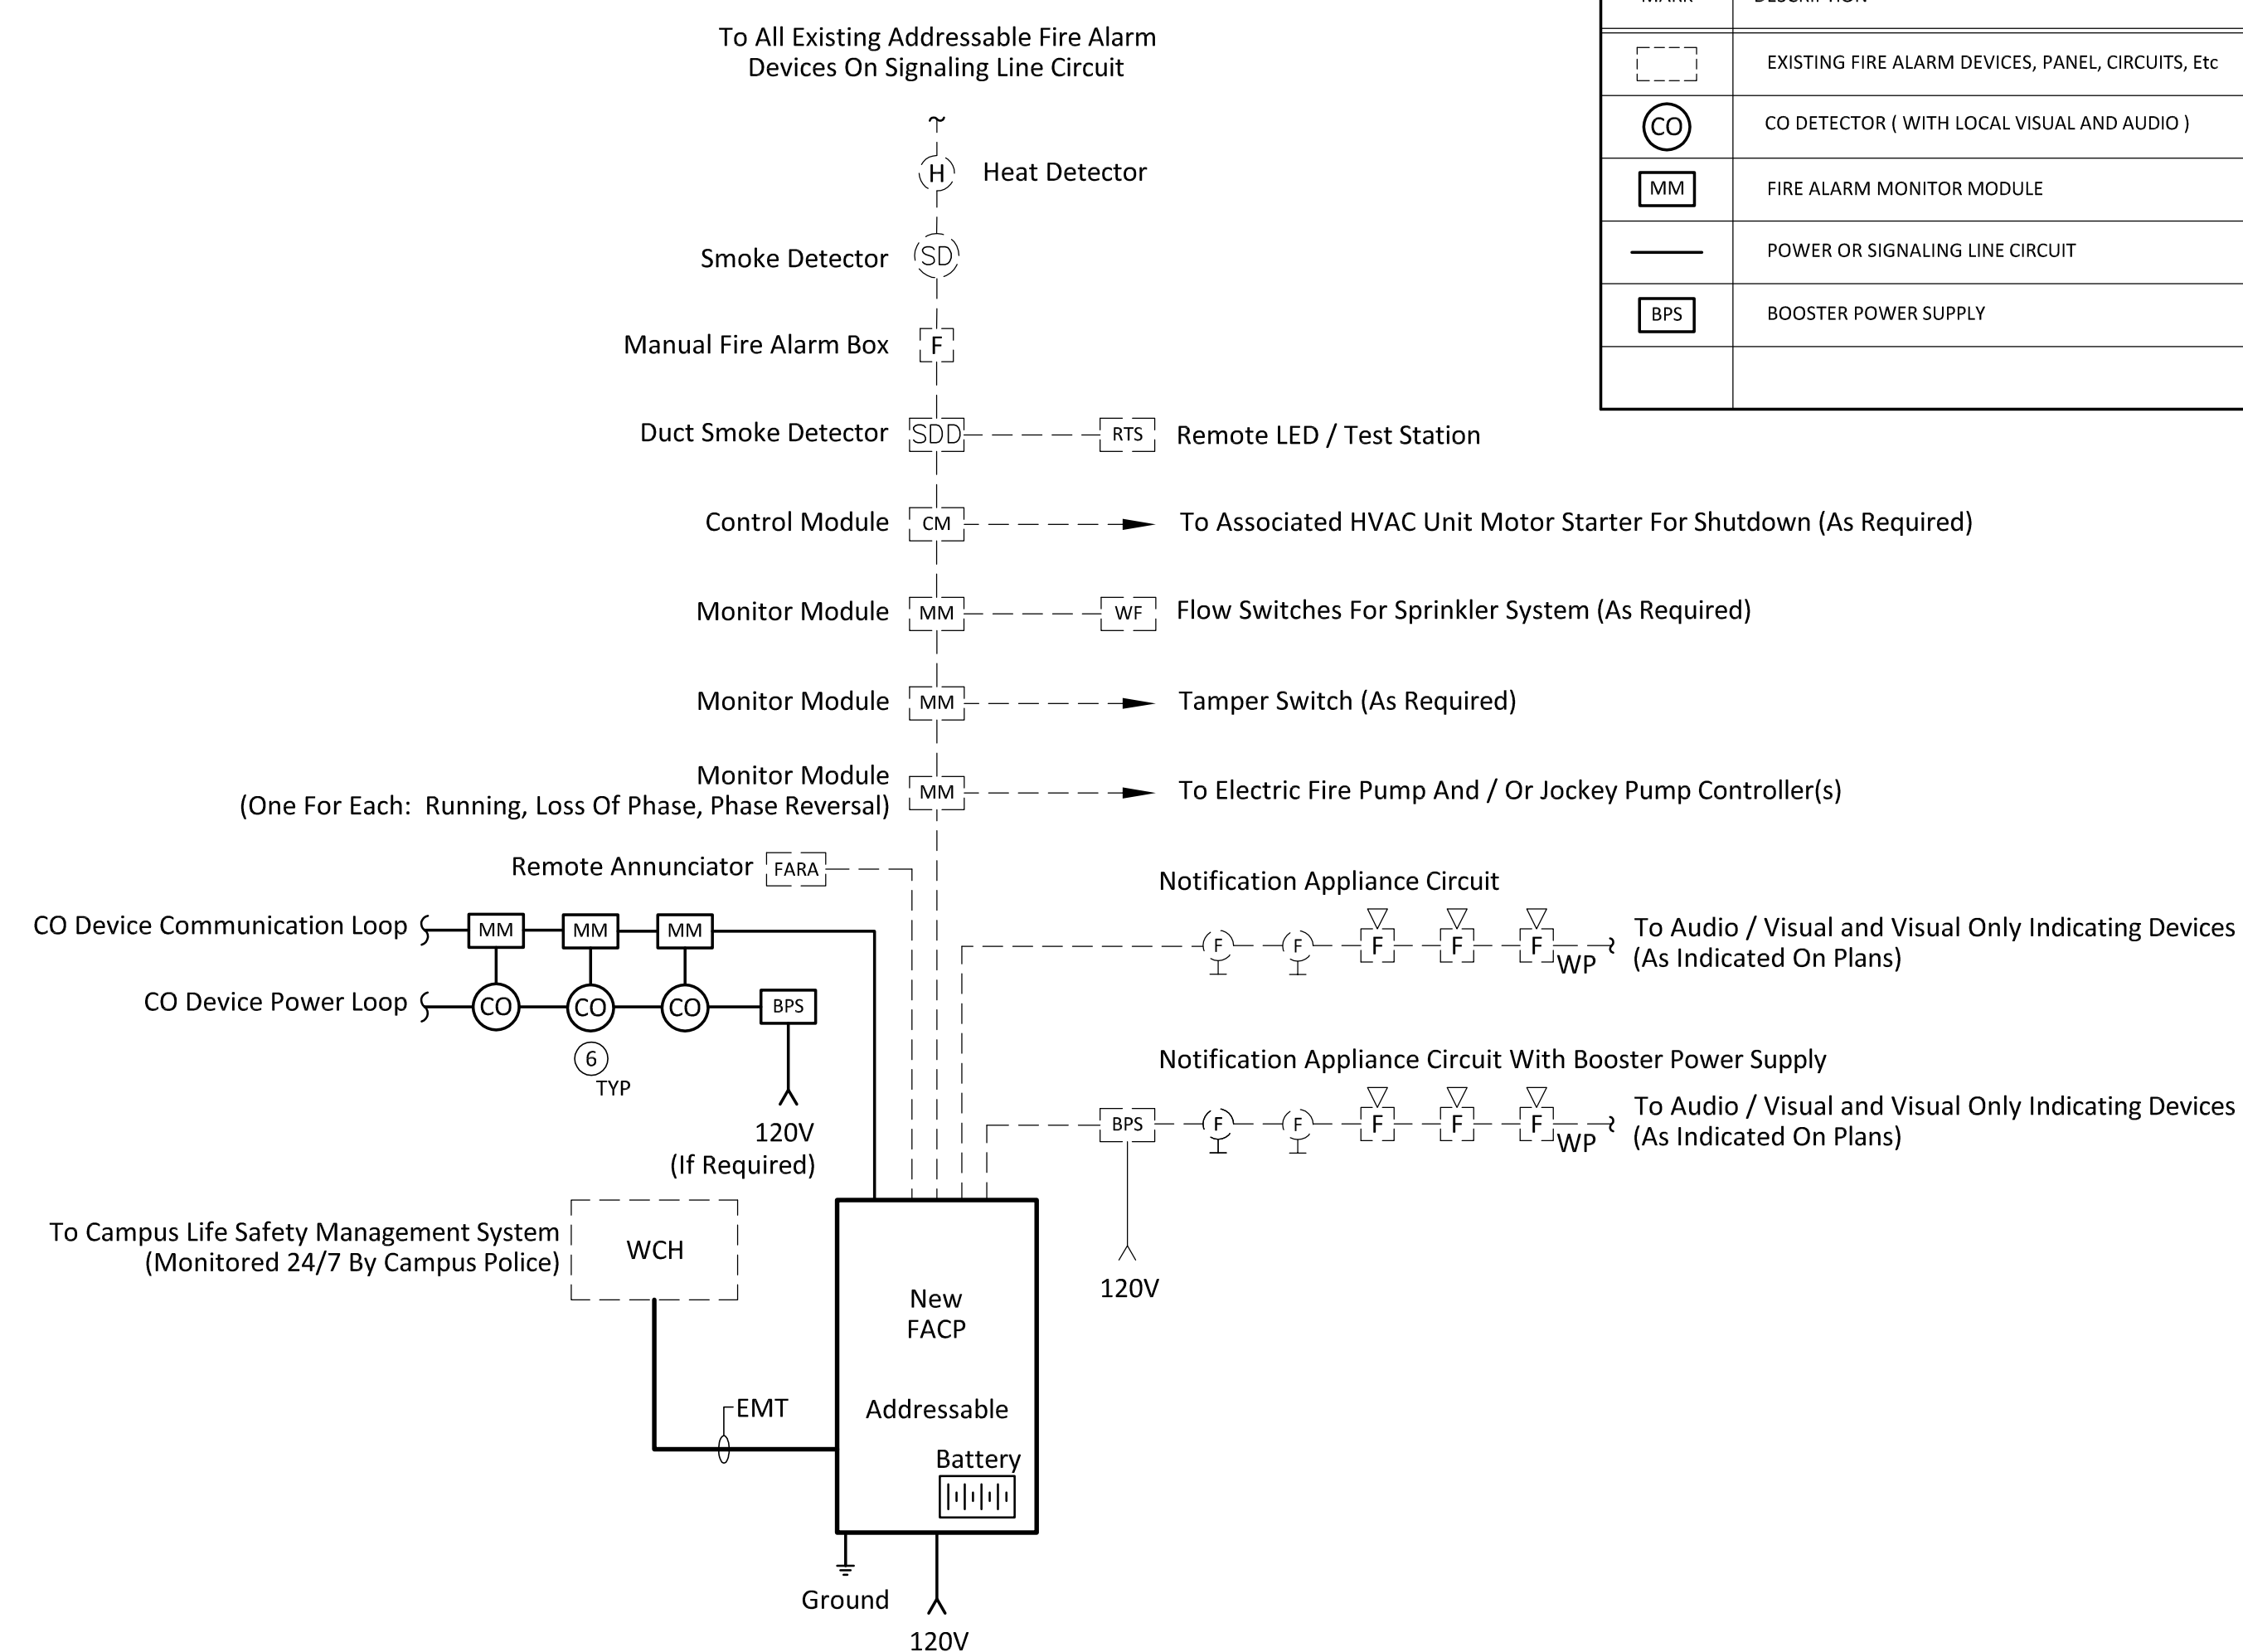 To All Existing Addressable Fire Alarm
Devices On Signaling Line Circuit
H Heat Detector
Smoke Detector SD
Manual Fire Alarm Box F
Duct Smoke Detector SDD RTS Remote LED / Test Station
Control Module CM To Associated HVAC Unit Motor Starter For Shutdown (As Required)
Monitor Module MM WF Flow Switches For Sprinkler System (As Required)
Monitor Module MM Tamper Switch (As Required)
Monitor Module
(One For Each: Running, Loss Of Phase, Phase Reversal)
MM To Electric Fire Pump And / Or Jockey Pump Controller(s)
Remote Annunciator FARA
CO Device Communication Loop MM MM MM
CO Device Power Loop CO CO CO BPS
6
TYP
120V
(If Required)
Notification Appliance Circuit
F F F F F WP
To Audio / Visual and Visual Only Indicating Devices
(As Indicated On Plans)
Notification Appliance Circuit With Booster Power Supply
BPS F F F F F WP
To Audio / Visual and Visual Only Indicating Devices
(As Indicated On Plans)
120V
To Campus Life Safety Management System
(Monitored 24/7 By Campus Police)
WCH
EMT
New
FACP
Addressable
Battery
Ground
120V
MARK DESCRIPTION
EXISTING FIRE ALARM DEVICES, PANEL, CIRCUITS, Etc
CO CO DETECTOR ( WITH LOCAL VISUAL AND AUDIO )
MM FIRE ALARM MONITOR MODULE
POWER OR SIGNALING LINE CIRCUIT
BPS BOOSTER POWER SUPPLY